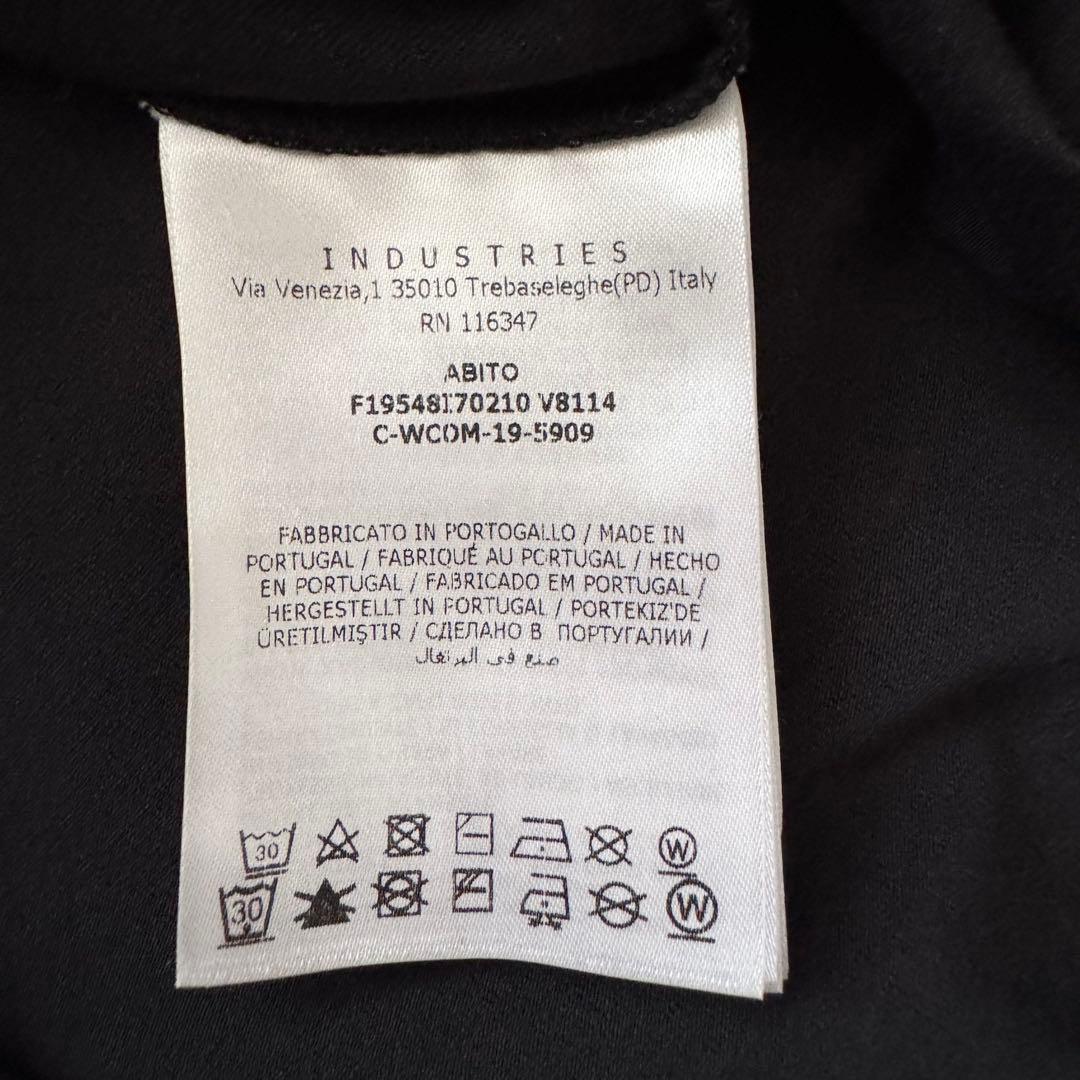 INDUSTRIES
Via Venezia,1 35010 Trebaseleghe(PD) Italy
RN 116347
ABITO
F19548I70210 V8114
C-WCOM-19-5909
FABBRICATO IN PORTOGALLO / MADE IN
PORTUGAL / FABRIQUÉ AU PORTUGAL / HECHO
EN PORTUGAL / FABRICADO EM PORTUGAL /
HERGESTELLT IN PORTUGAL / PORTEKIZ'DE
ÜRETILMIŞTIR / СДЕЛАНО В ПОРТУГАЛИИ /
صنع في البرتغال
30 W
30 W